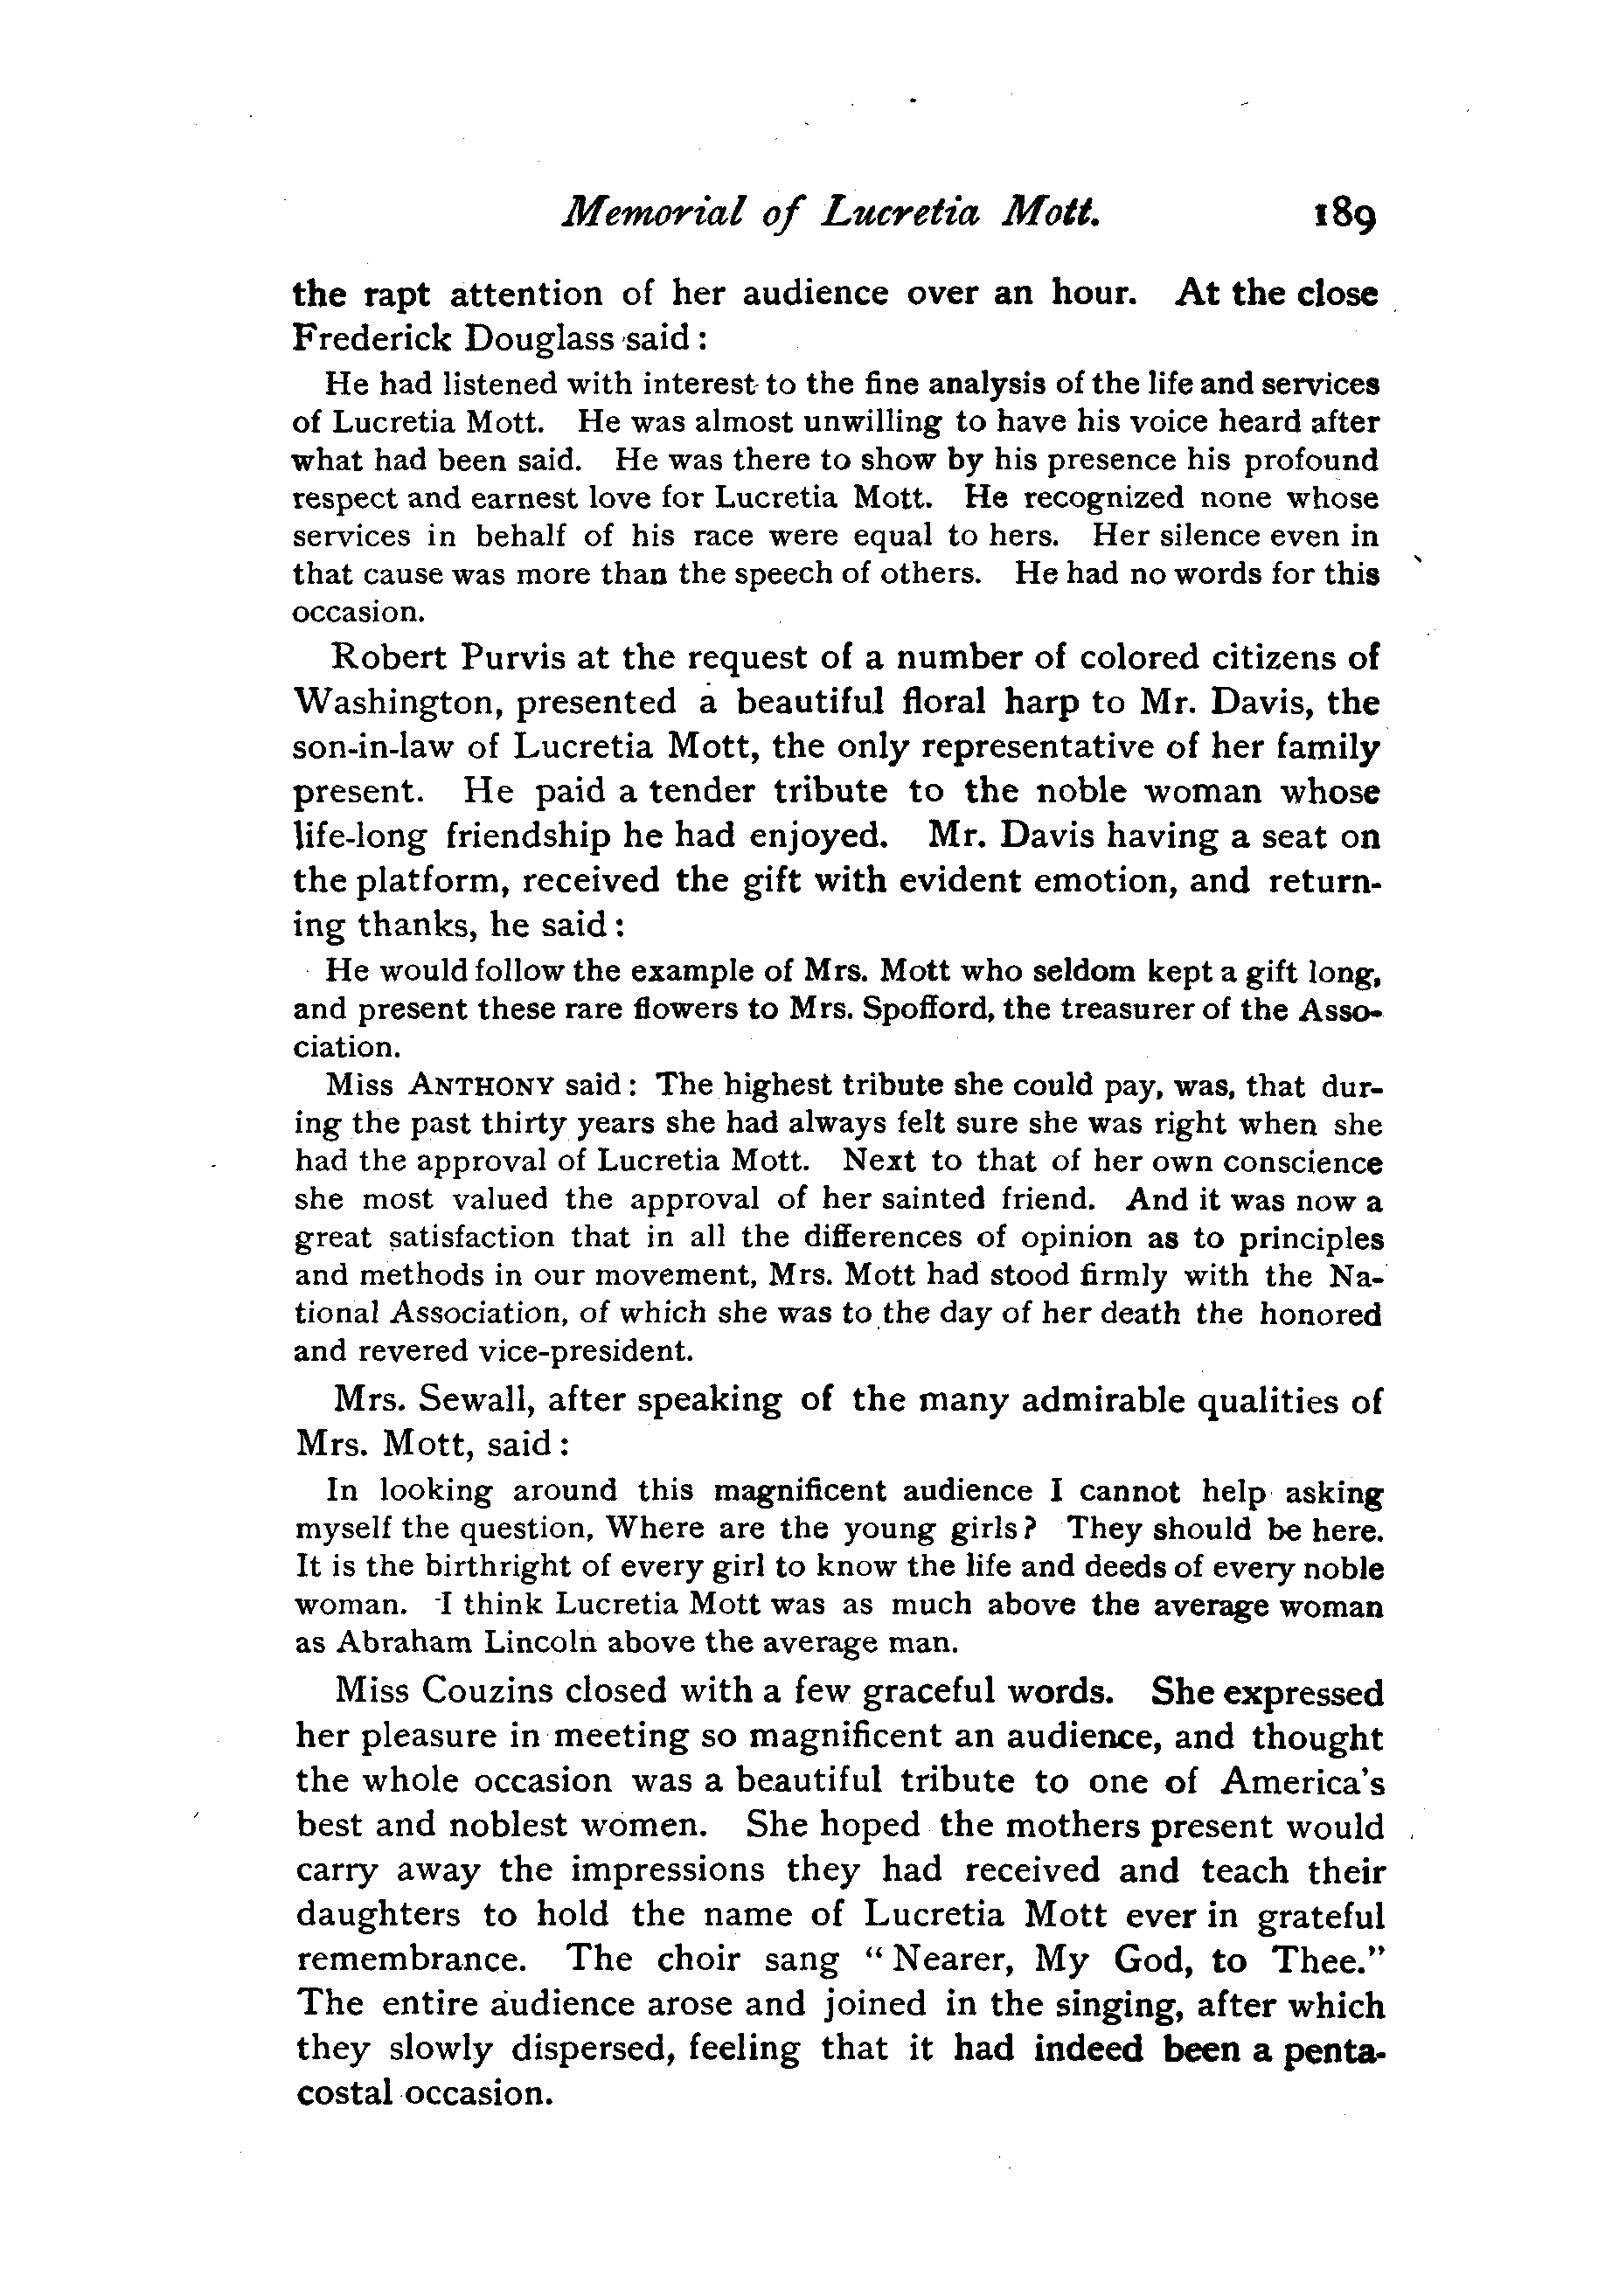 Memorial of Lucretia Mott. 189
the rapt attention of her audience over an hour. At the close
Frederick Douglass said:
He had listened with interest to the fine analysis of the life and services
of Lucretia Mott. He was almost unwilling to have his voice heard after
what had been said. He was there to show by his presence his profound
respect and earnest love for Lucretia Mott. He recognized none whose
services in behalf of his race were equal to hers. Her silence even in
that cause was more than the speech of others. He had no words for this
occasion.
Robert Purvis at the request of a number of colored citizens of
Washington, presented a beautiful floral harp to Mr. Davis, the
son-in-law of Lucretia Mott, the only representative of her family
present. He paid a tender tribute to the noble woman whose
life-long friendship he had enjoyed. Mr. Davis having a seat on
the platform, received the gift with evident emotion, and return-
ing thanks, he said:
He would follow the example of Mrs. Mott who seldom kept a gift long,
and present these rare flowers to Mrs. Spofford, the treasurer of the Asso-
ciation.
Miss ANTHONY said: The highest tribute she could pay, was, that dur-
ing the past thirty years she had always felt sure she was right when she
had the approval of Lucretia Mott. Next to that of her own conscience
she most valued the approval of her sainted friend. And it was now a
great satisfaction that in all the differences of opinion as to principles
and methods in our movement, Mrs. Mott had stood firmly with the Na-
tional Association, of which she was to the day of her death the honored
and revered vice-president.
Mrs. Sewall, after speaking of the many admirable qualities of
Mrs. Mott, said:
In looking around this magnificent audience I cannot help asking
myself the question, Where are the young girls? They should be here.
It is the birthright of every girl to know the life and deeds of every noble
woman. I think Lucretia Mott was as much above the average woman
as Abraham Lincoln above the average man.
Miss Couzins closed with a few graceful words. She expressed
her pleasure in meeting so magnificent an audience, and thought
the whole occasion was a beautiful tribute to one of America's
best and noblest women. She hoped the mothers present would
carry away the impressions they had received and teach their
daughters to hold the name of Lucretia Mott ever in grateful
remembrance. The choir sang "Nearer, My God, to Thee."
The entire audience arose and joined in the singing, after which
they slowly dispersed, feeling that it had indeed been a penta-
costal occasion.